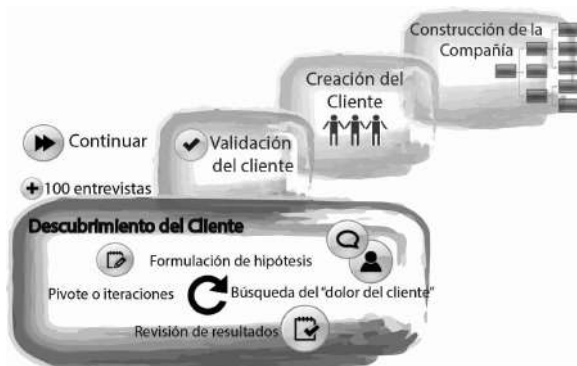 Construcción de la
Compañía
Creación del
Cliente
Continuar
Validación
del cliente
+100 entrevistas
Descubrimiento del Cliente
Formulación de hipótesis
Pivote o iteraciones
Búsqueda del "dolor del cliente"
Revisión de resultados